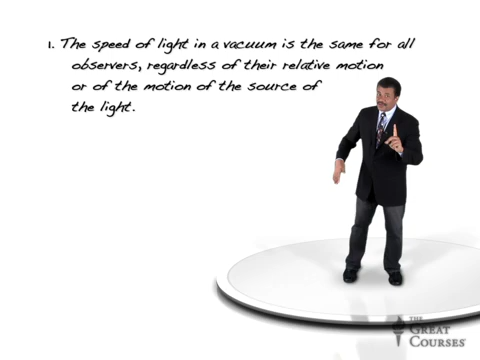 1. The speed of light in a vacuum is the same for all
observers, regardless of their relative motion
or of the motion of the source of
the light.
THE
GREAT
COURSES